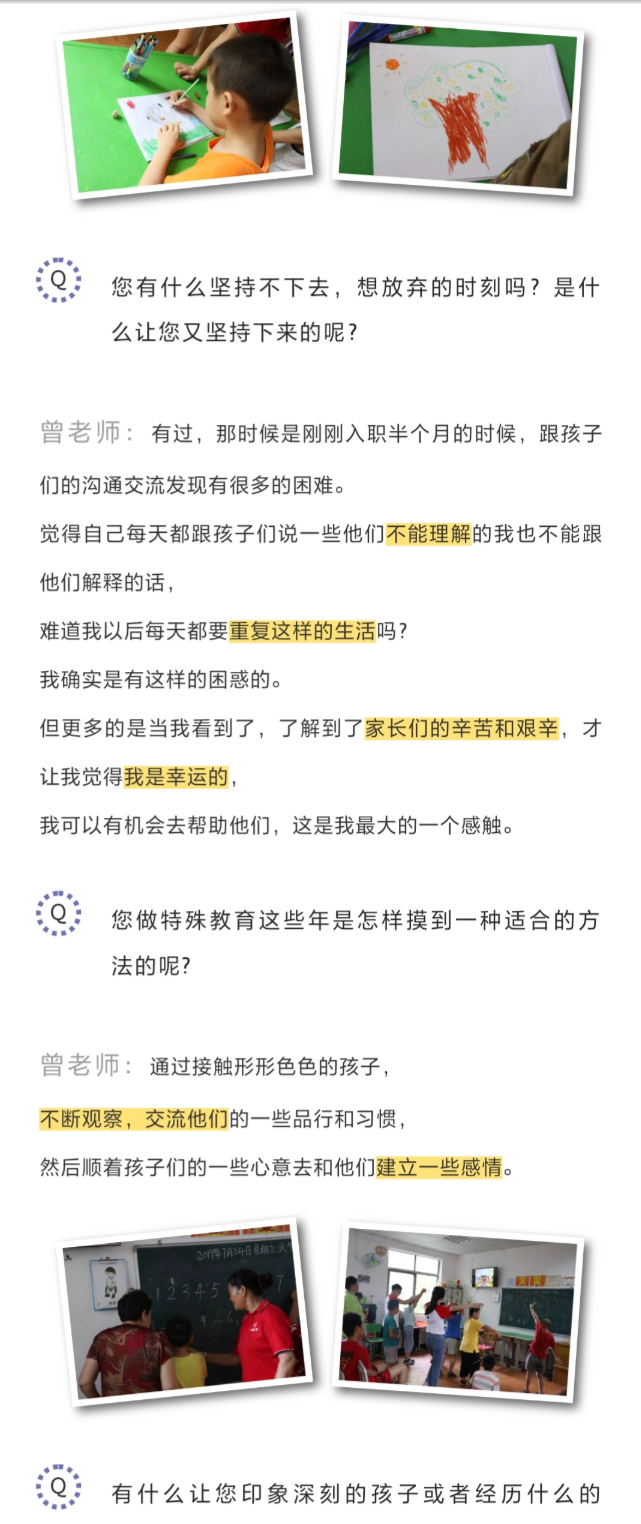 Q
您有什么坚持不下去，想放弃的时刻吗？是什
么让您又坚持下来的呢？
曾老师：有过，那时候是刚刚入职半个月的时候，跟孩子
们的沟通交流发现有很多的困难。
觉得自己每天都跟孩子们说一些他们不能理解的我也不能跟
他们解释的话，
难道我以后每天都要重复这样的生活吗？
我确实是有这样的困惑的。
但更多的是当我看到了，了解到了家长们的辛苦和艰辛，才
让我觉得我是幸运的，
我可以有机会去帮助他们，这是我最大的一个感触。
Q
您做特殊教育这些年是怎样摸到一种适合的方
法的呢？
曾老师：通过接触形形色色的孩子，
不断观察，交流他们的一些品行和习惯，
然后顺着孩子们的一些心意去和他们建立一些感情。
2019年7月24日 星期三
1 2 3 4 5
7
Q
有什么让您印象深刻的孩子或者经历什么的